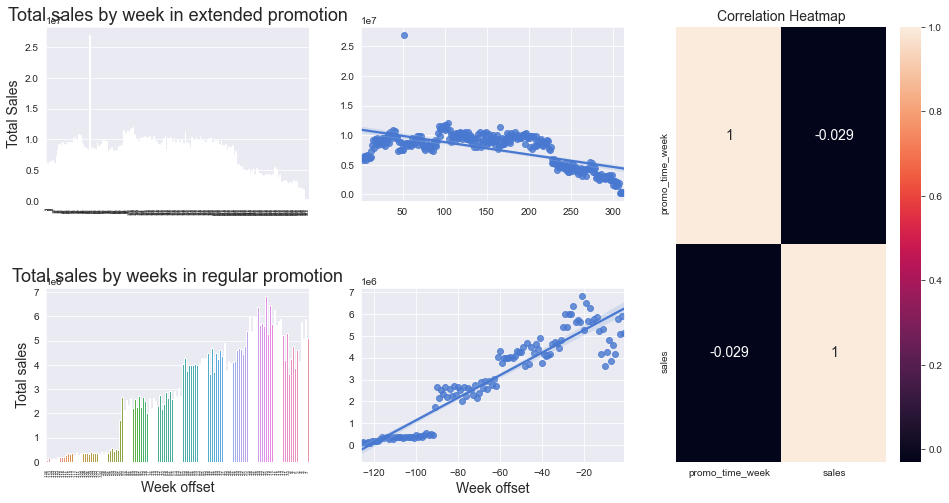 Total sales by week in extended promotion
1e7
2.5
2.0
1.5
1.0
0.5
0.0
Total Sales
1e7
2.5
2.0
1.5
1.0
0.5
0.0
50 100 150 200 250 300
Correlation Heatmap
1 -0.029
-0.029 1
promo_time_week
sales
promo_time_week sales
1.0
0.8
0.6
0.4
0.2
0.0
Total sales by weeks in regular promotion
7
6
5
4
3
2
1
0
Total sales
Week offset
1e6
7
6
5
4
3
2
1
0
−120 −100 −80 −60 −40 −20
Week offset